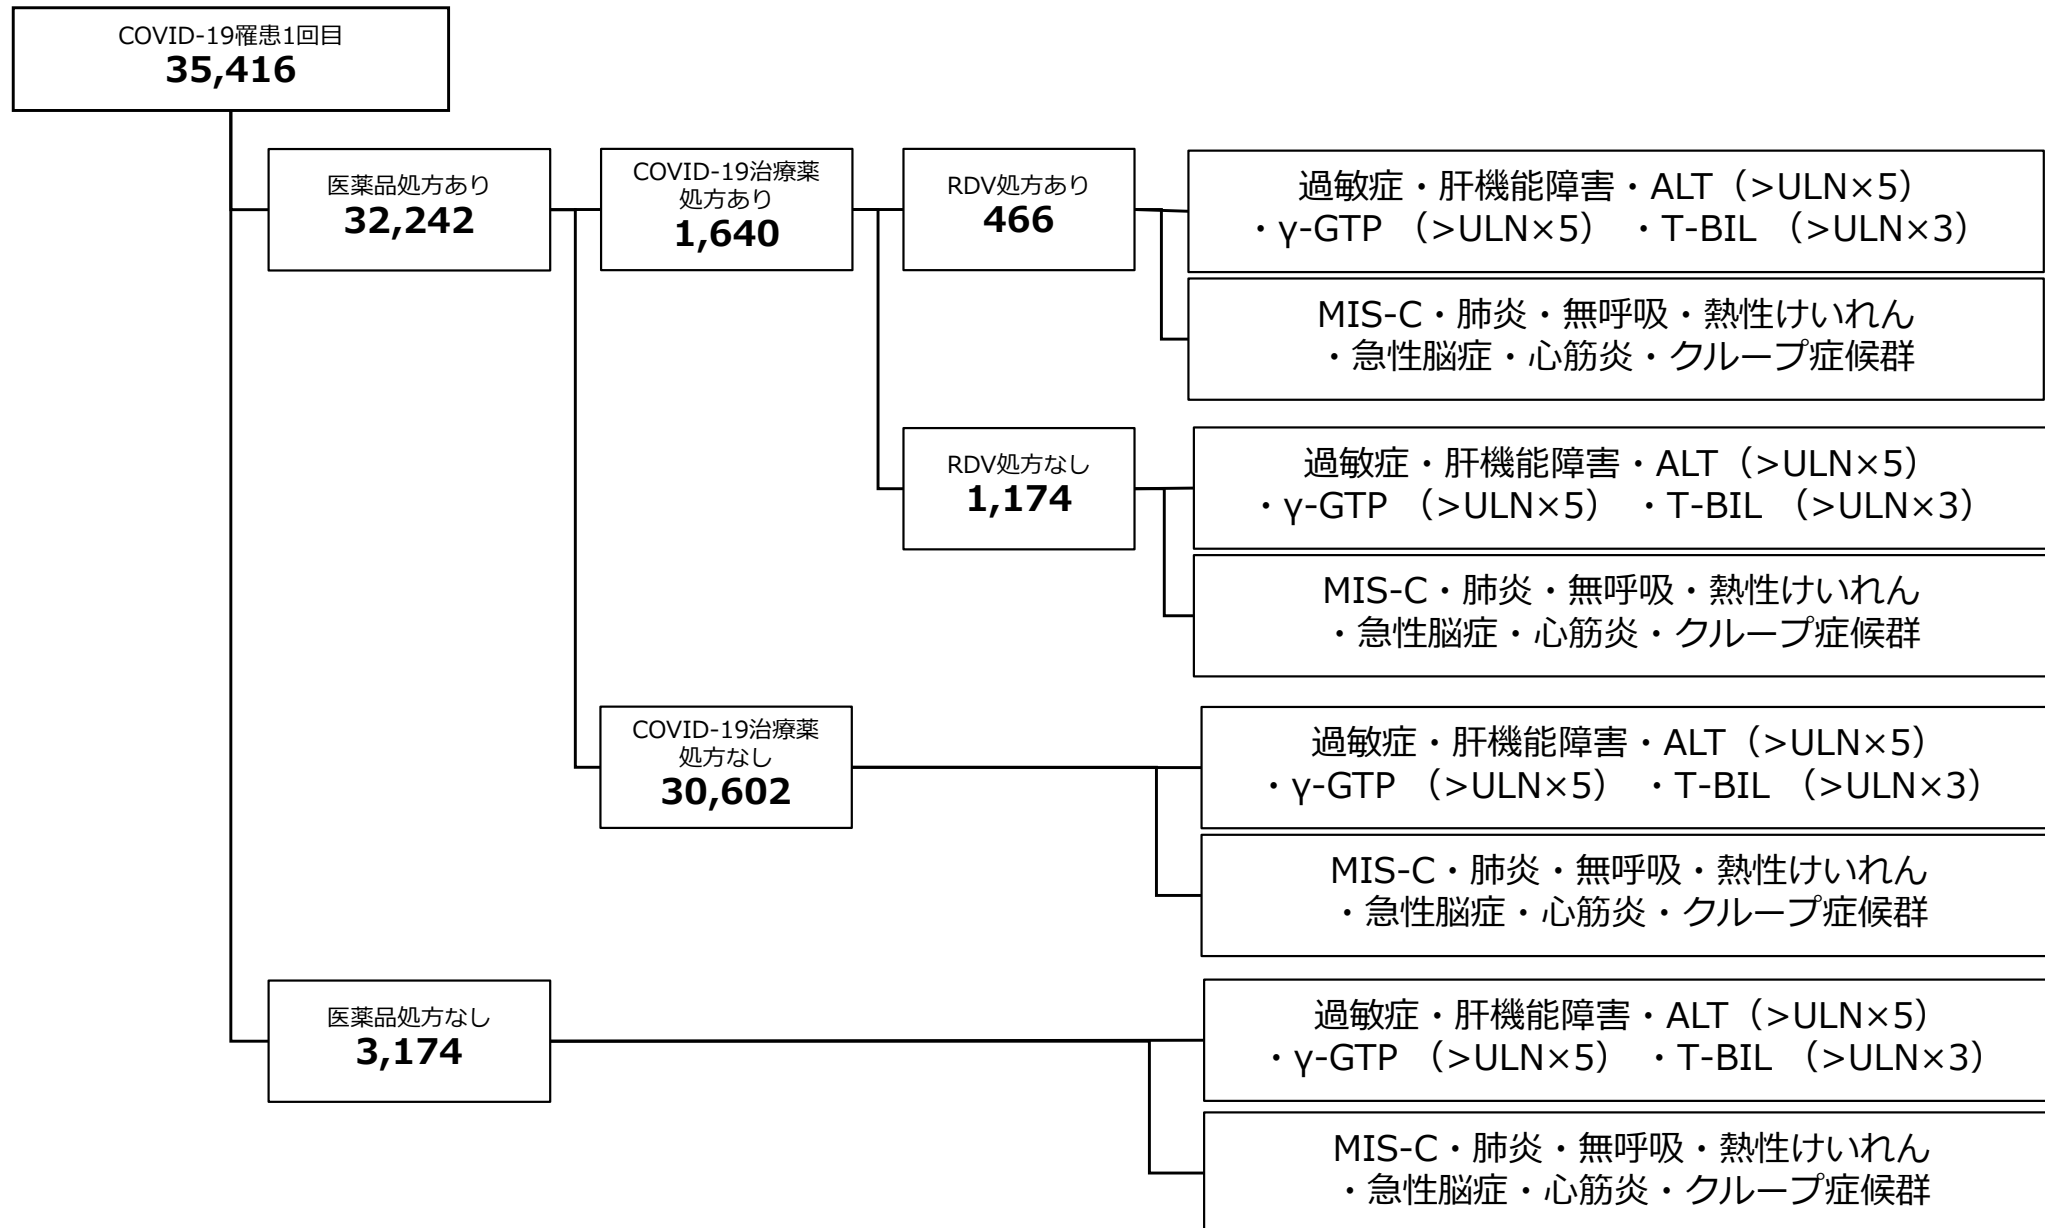 COVID-19罹患1回目
35,416
医薬品処方あり
32,242
COVID-19治療薬
処方あり
1,640
RDV処方あり
466
過敏症・肝機能障害・ALT（>ULN×5）
・γ-GTP （>ULN×5） ・T-BIL （>ULN×3）
MIS-C・肺炎・無呼吸・熱性けいれん
・急性脳症・心筋炎・クループ症候群
RDV処方なし
1,174
過敏症・肝機能障害・ALT（>ULN×5）
・γ-GTP （>ULN×5） ・T-BIL （>ULN×3）
MIS-C・肺炎・無呼吸・熱性けいれん
・急性脳症・心筋炎・クループ症候群
COVID-19治療薬
処方なし
30,602
過敏症・肝機能障害・ALT（>ULN×5）
・γ-GTP （>ULN×5） ・T-BIL （>ULN×3）
MIS-C・肺炎・無呼吸・熱性けいれん
・急性脳症・心筋炎・クループ症候群
医薬品処方なし
3,174
過敏症・肝機能障害・ALT（>ULN×5）
・γ-GTP （>ULN×5） ・T-BIL （>ULN×3）
MIS-C・肺炎・無呼吸・熱性けいれん
・急性脳症・心筋炎・クループ症候群